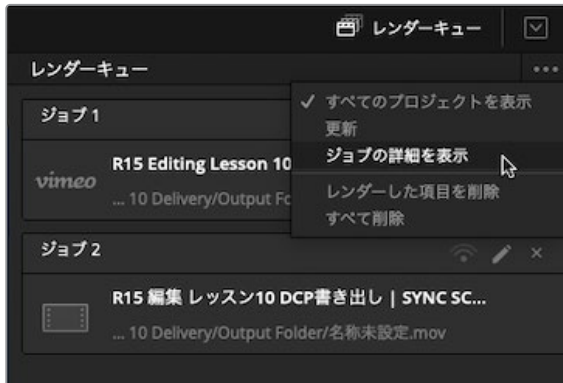 レンダーキュー
レンダーキュー
ジョブ 1
✓ すべてのプロジェクトを表示
更新
ジョブの詳細を表示
レンダーした項目を削除
すべて削除
vimeo
R15 Editing Lesson 10
... 10 Delivery/Output Fo
ジョブ 2
R15 編集 レッスン10 DCP書き出し | SYNC SC...
... 10 Delivery/Output Folder/名称未設定.mov